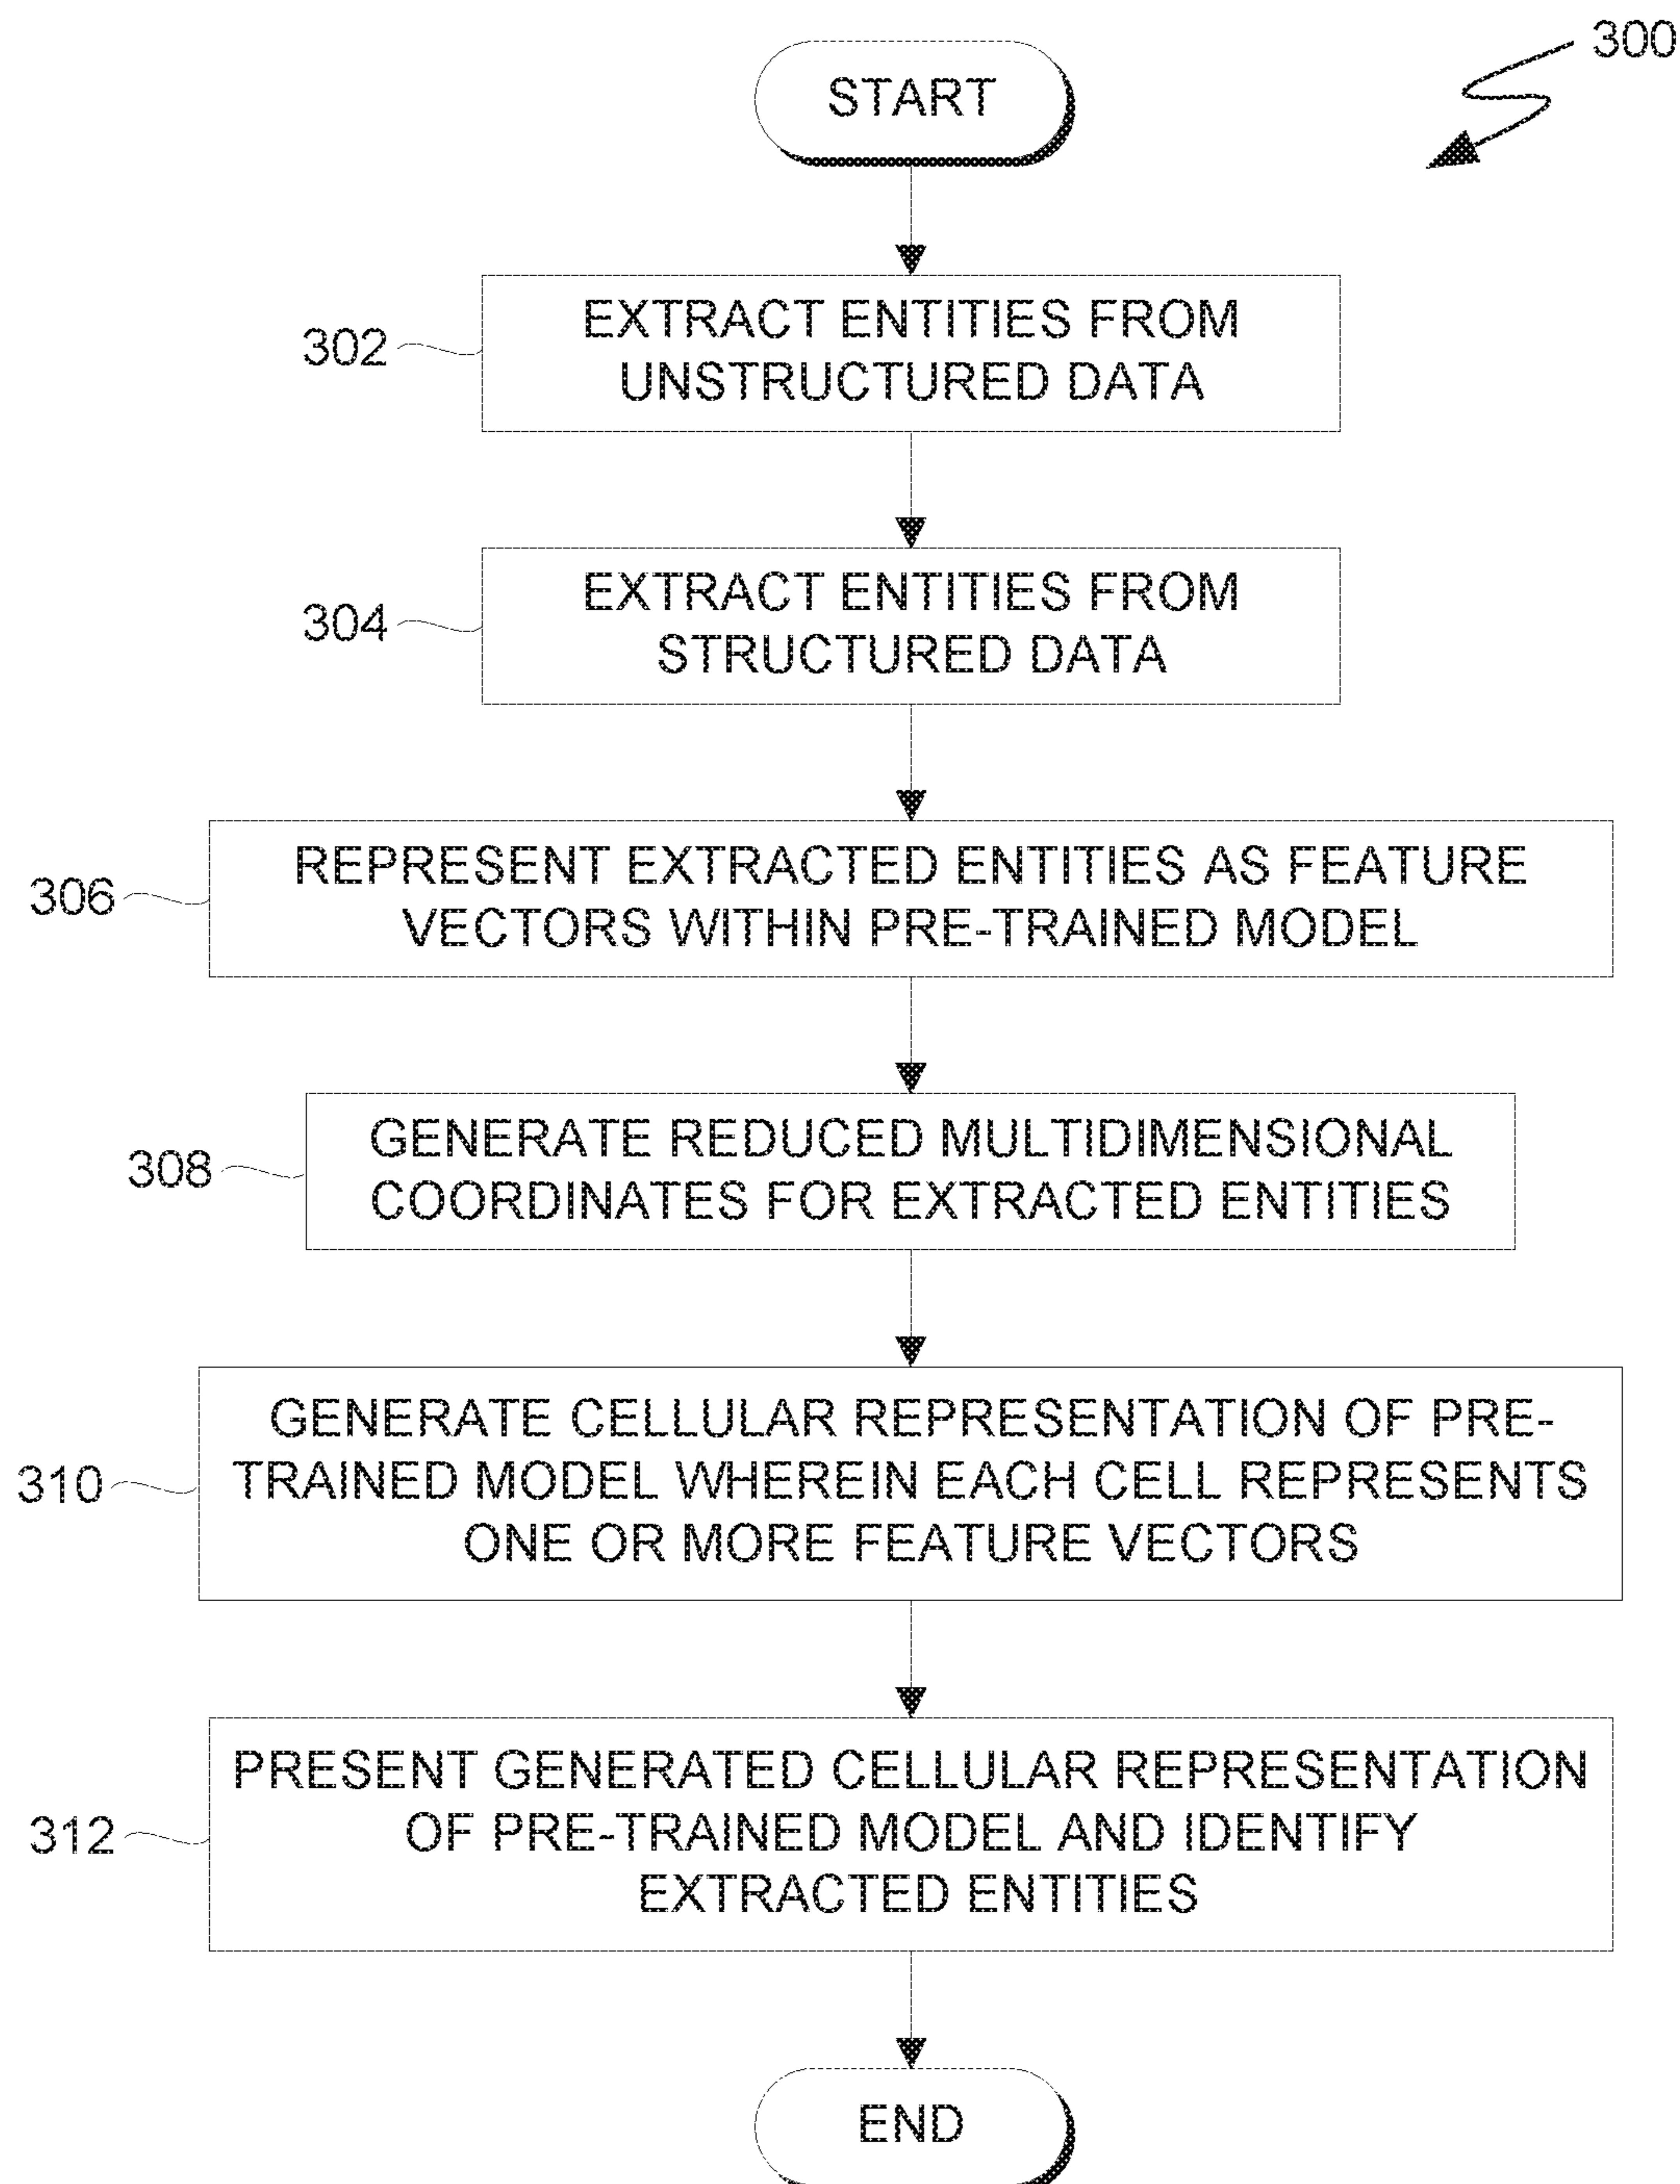 300
START
302
EXTRACT ENTITIES FROM
UNSTRUCTURED DATA
304
EXTRACT ENTITIES FROM
STRUCTURED DATA
306
REPRESENT EXTRACTED ENTITIES AS FEATURE
VECTORS WITHIN PRE-TRAINED MODEL
308
GENERATE REDUCED MULTIDIMENSIONAL
COORDINATES FOR EXTRACTED ENTITIES
310
GENERATE CELLULAR REPRESENTATION OF PRE-
TRAINED MODEL WHEREIN EACH CELL REPRESENTS
ONE OR MORE FEATURE VECTORS
312
PRESENT GENERATED CELLULAR REPRESENTATION
OF PRE-TRAINED MODEL AND IDENTIFY
EXTRACTED ENTITIES
END